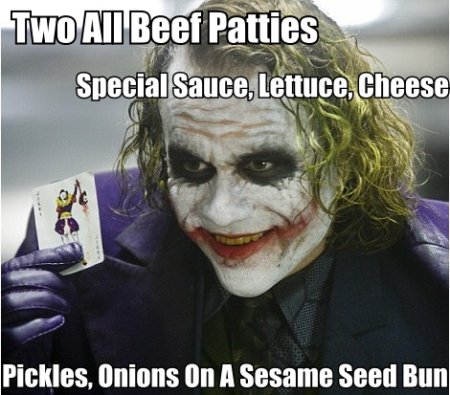 Two All Beef Patties
Special Sauce, Lettuce, Cheese
Pickles, Onions On A Sesame Seed Bun